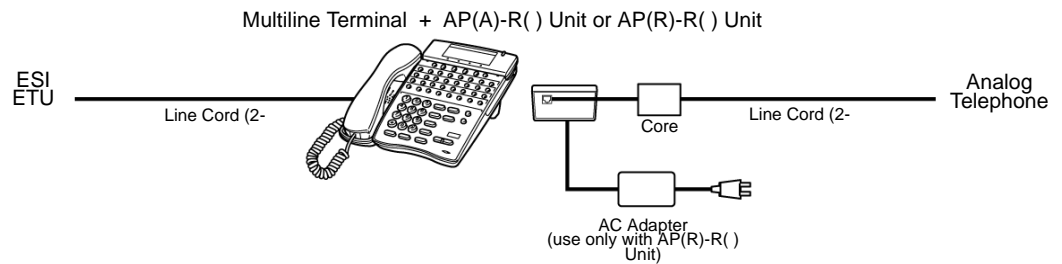 Multiline Terminal + AP(A)-R( ) Unit or AP(R)-R( ) Unit
ESI
ETU
Line Cord (2-
Core
Line Cord (2-
Analog
Telephone
AC Adapter
(use only with AP(R)-R( )
Unit)